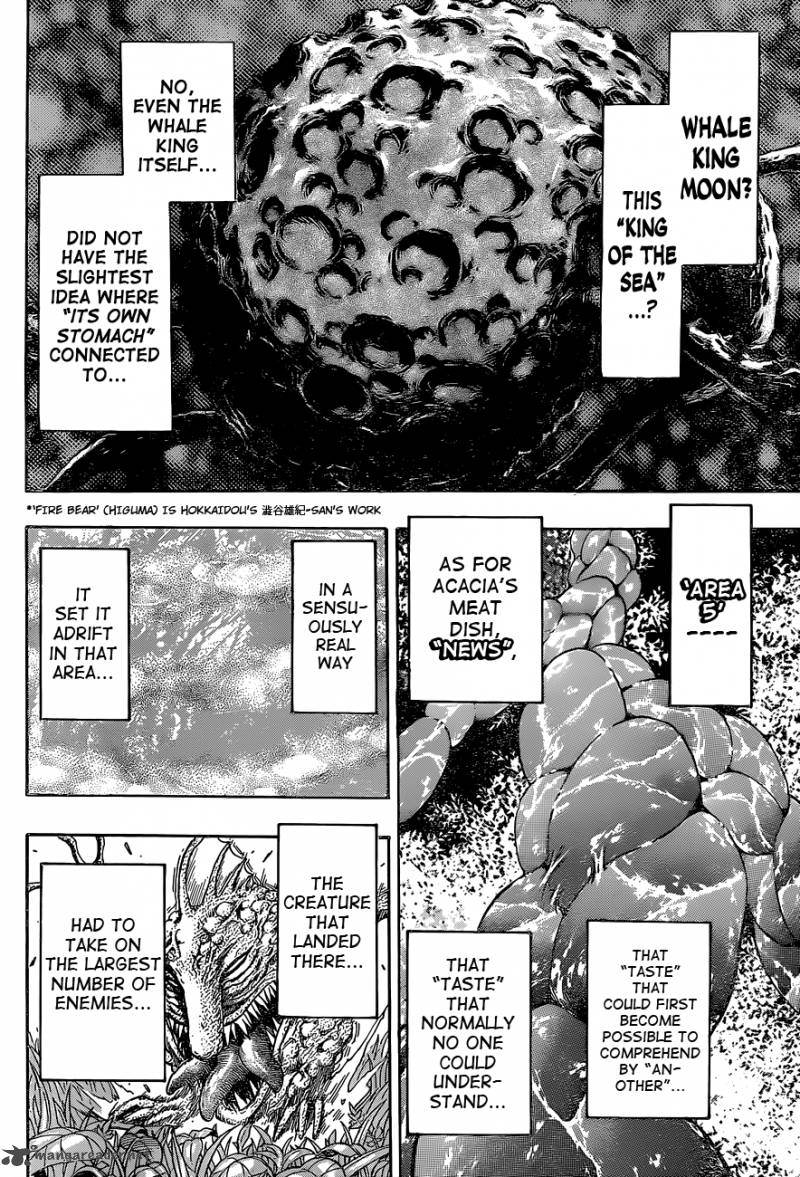 WHALE
KING
MOON?
THIS
"KING
OF THE
SEA"
...?
NO,
EVEN THE
WHALE
KING
ITSELF...
DID NOT
HAVE THE
SLIGHTEST
IDEA WHERE
"ITS OWN
STOMACH"
CONNECTED
TO...
*'FIRE BEAR' (HIGUMA) IS HOKKAIDOU'S 澁谷雄紀-SAN'S WORK
'AREA
5'
----
AS FOR
ACACIA'S
MEAT
DISH,
"NEWS",
THAT
"TASTE"
THAT
COULD FIRST
BECOME
POSSIBLE TO
COMPREHEND
BY "AN-
OTHER"...
THAT
"TASTE"
THAT
NORMALLY
NO ONE
COULD
UNDER-
STAND...
IN A
SENSU-
OUSLY
REAL
WAY
IT
SET IT
ADRIFT
IN THAT
AREA...
THE
CREATURE
THAT
LANDED
THERE...
HAD TO
TAKE ON
THE LARGEST
NUMBER OF
ENEMIES...
mangareader.net